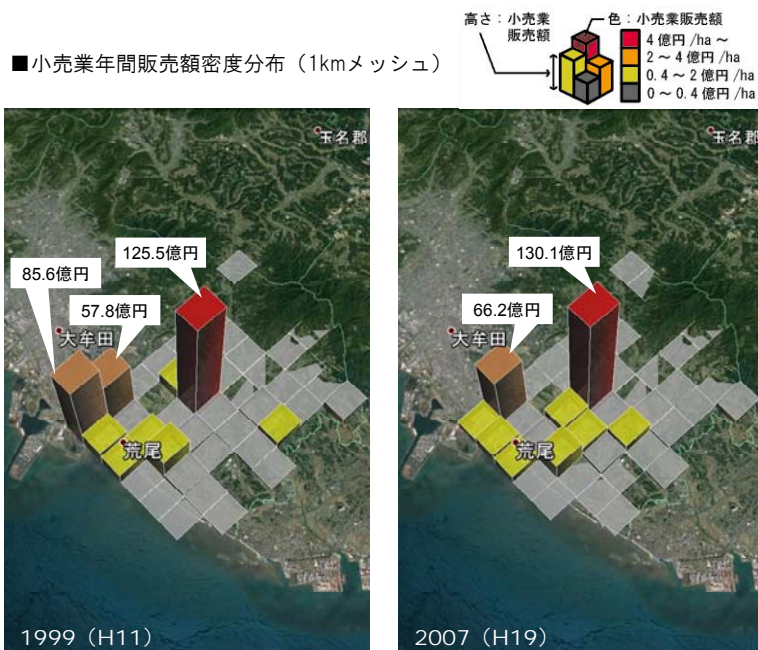 ■小売業年間販売額密度分布（1kmメッシュ）
高さ：小売業
販売額
色：小売業販売額
4億円/ha～
2～4億円/ha
0.4～2億円/ha
0～0.4億円/ha
玉名郡
125.5億円
85.6億円
57.8億円
大牟田
荒尾
1999（H11）
玉名郡
130.1億円
66.2億円
大牟田
荒尾
2007（H19）